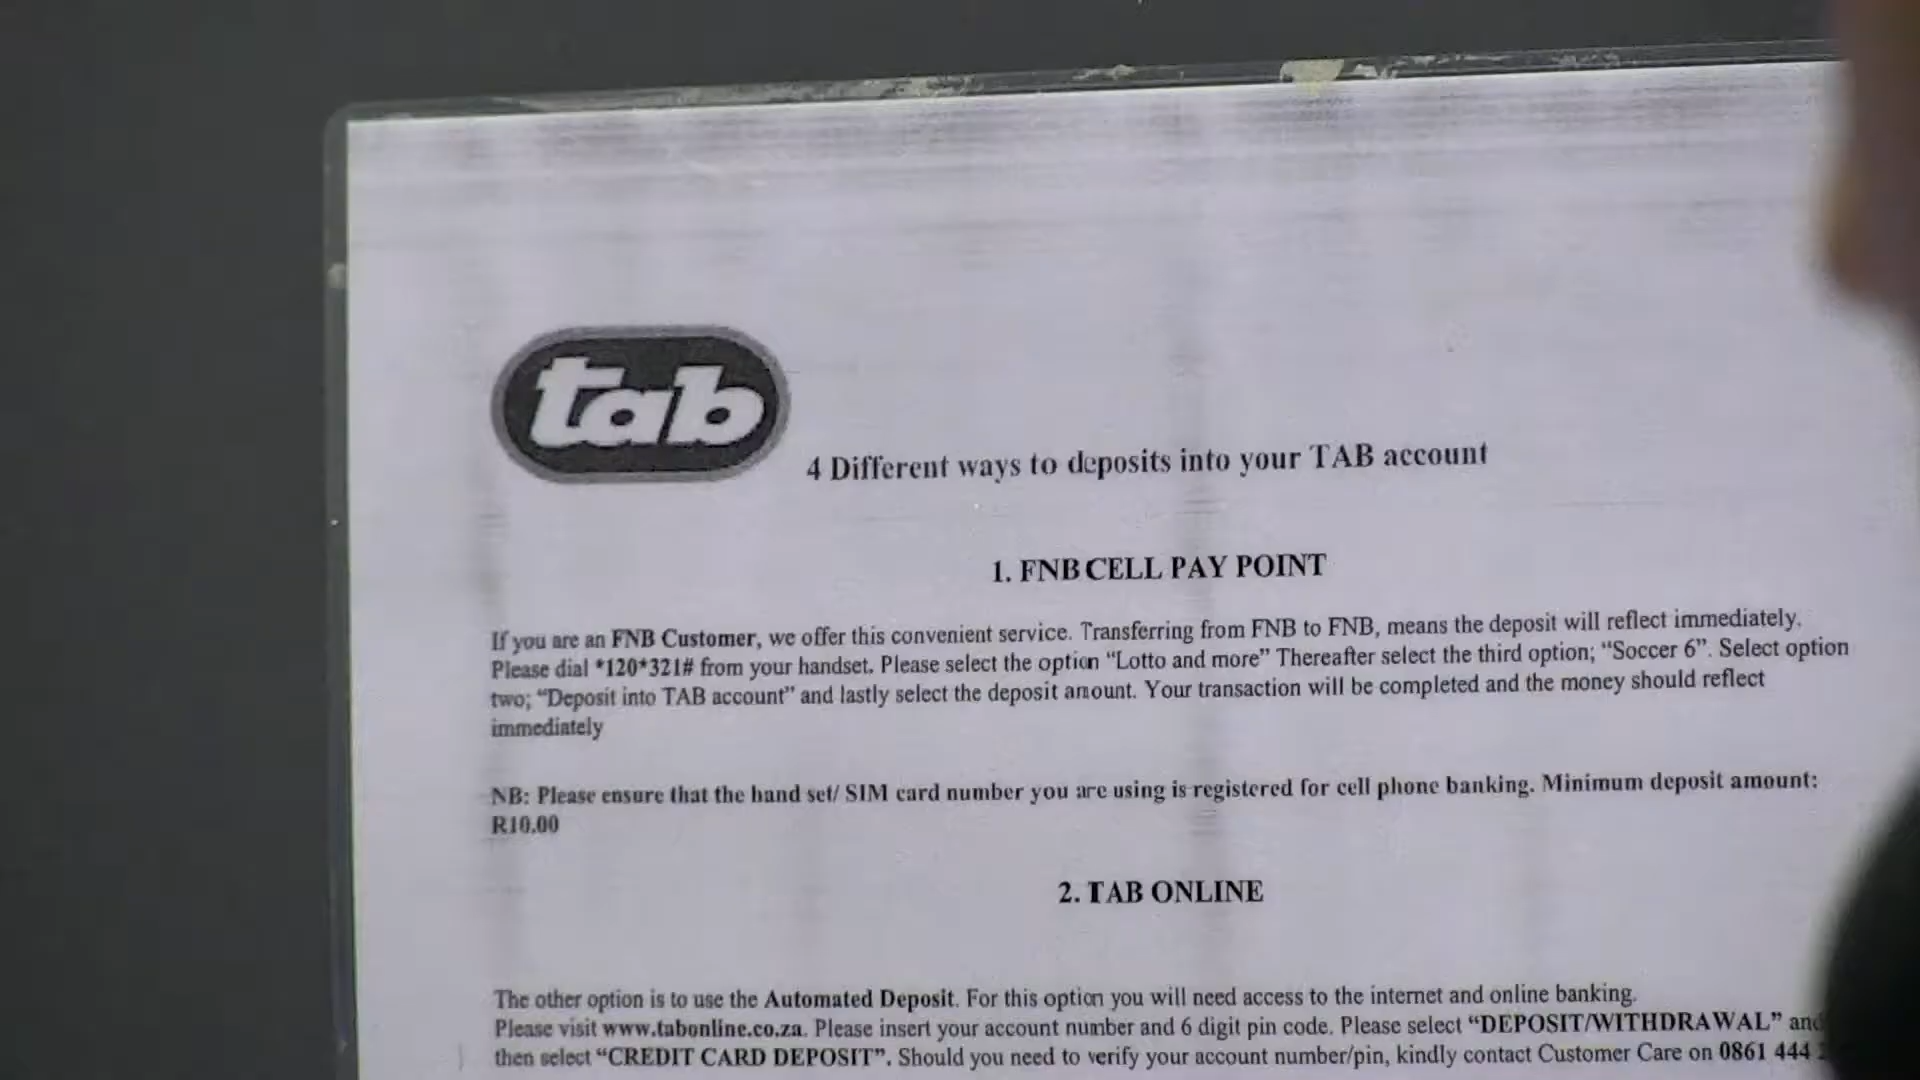 tab
4 Different ways to deposits into your TAB account
1. FNB CELL PAY POINT
If you are an FNB Customer, we offer this convenient service. Transferring from FNB to FNB, means the deposit will reflect immediately.
Please dial *120*321# from your handset. Please select the option “Lotto and more” Thereafter select the third option; “Soccer 6”. Select option
two; “Deposit into TAB account” and lastly select the deposit amount. Your transaction will be completed and the money should reflect
immediately
NB: Please ensure that the hand set/ SIM card number you are using is registered for cell phone banking. Minimum deposit amount:
R10.00
2. TAB ONLINE
The other option is to use the Automated Deposit. For this option you will need access to the internet and online banking.
Please visit www.tabonline.co.za. Please insert your account number and 6 digit pin code. Please select “DEPOSIT/WITHDRAWAL” and
then select “CREDIT CARD DEPOSIT”. Should you need to verify your account number/pin, kindly contact Customer Care on 0861 444